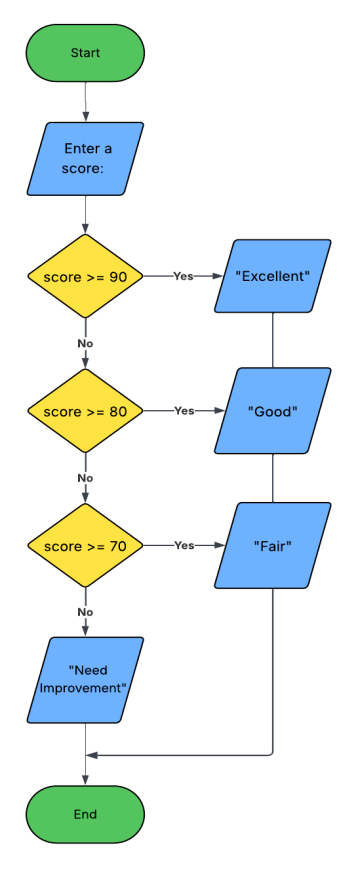 Start
Enter a
score:
score >= 90
Yes
"Excellent"
No
score >= 80
Yes
"Good"
No
score >= 70
Yes
"Fair"
No
"Need
Improvement"
End